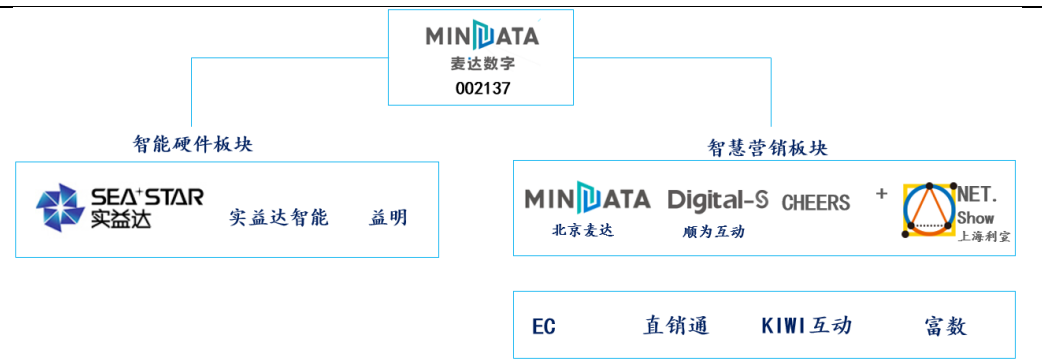 MINDATA
麦达数字
002137
智能硬件板块
智慧营销板块
SEA STAR
实益达
实益达智能
益明
MINDATA
北京麦达
Digital-S
顺为互动
CHEERS
+
NET.
Show
上海利宣
EC
直销通
KIWI互动
富数